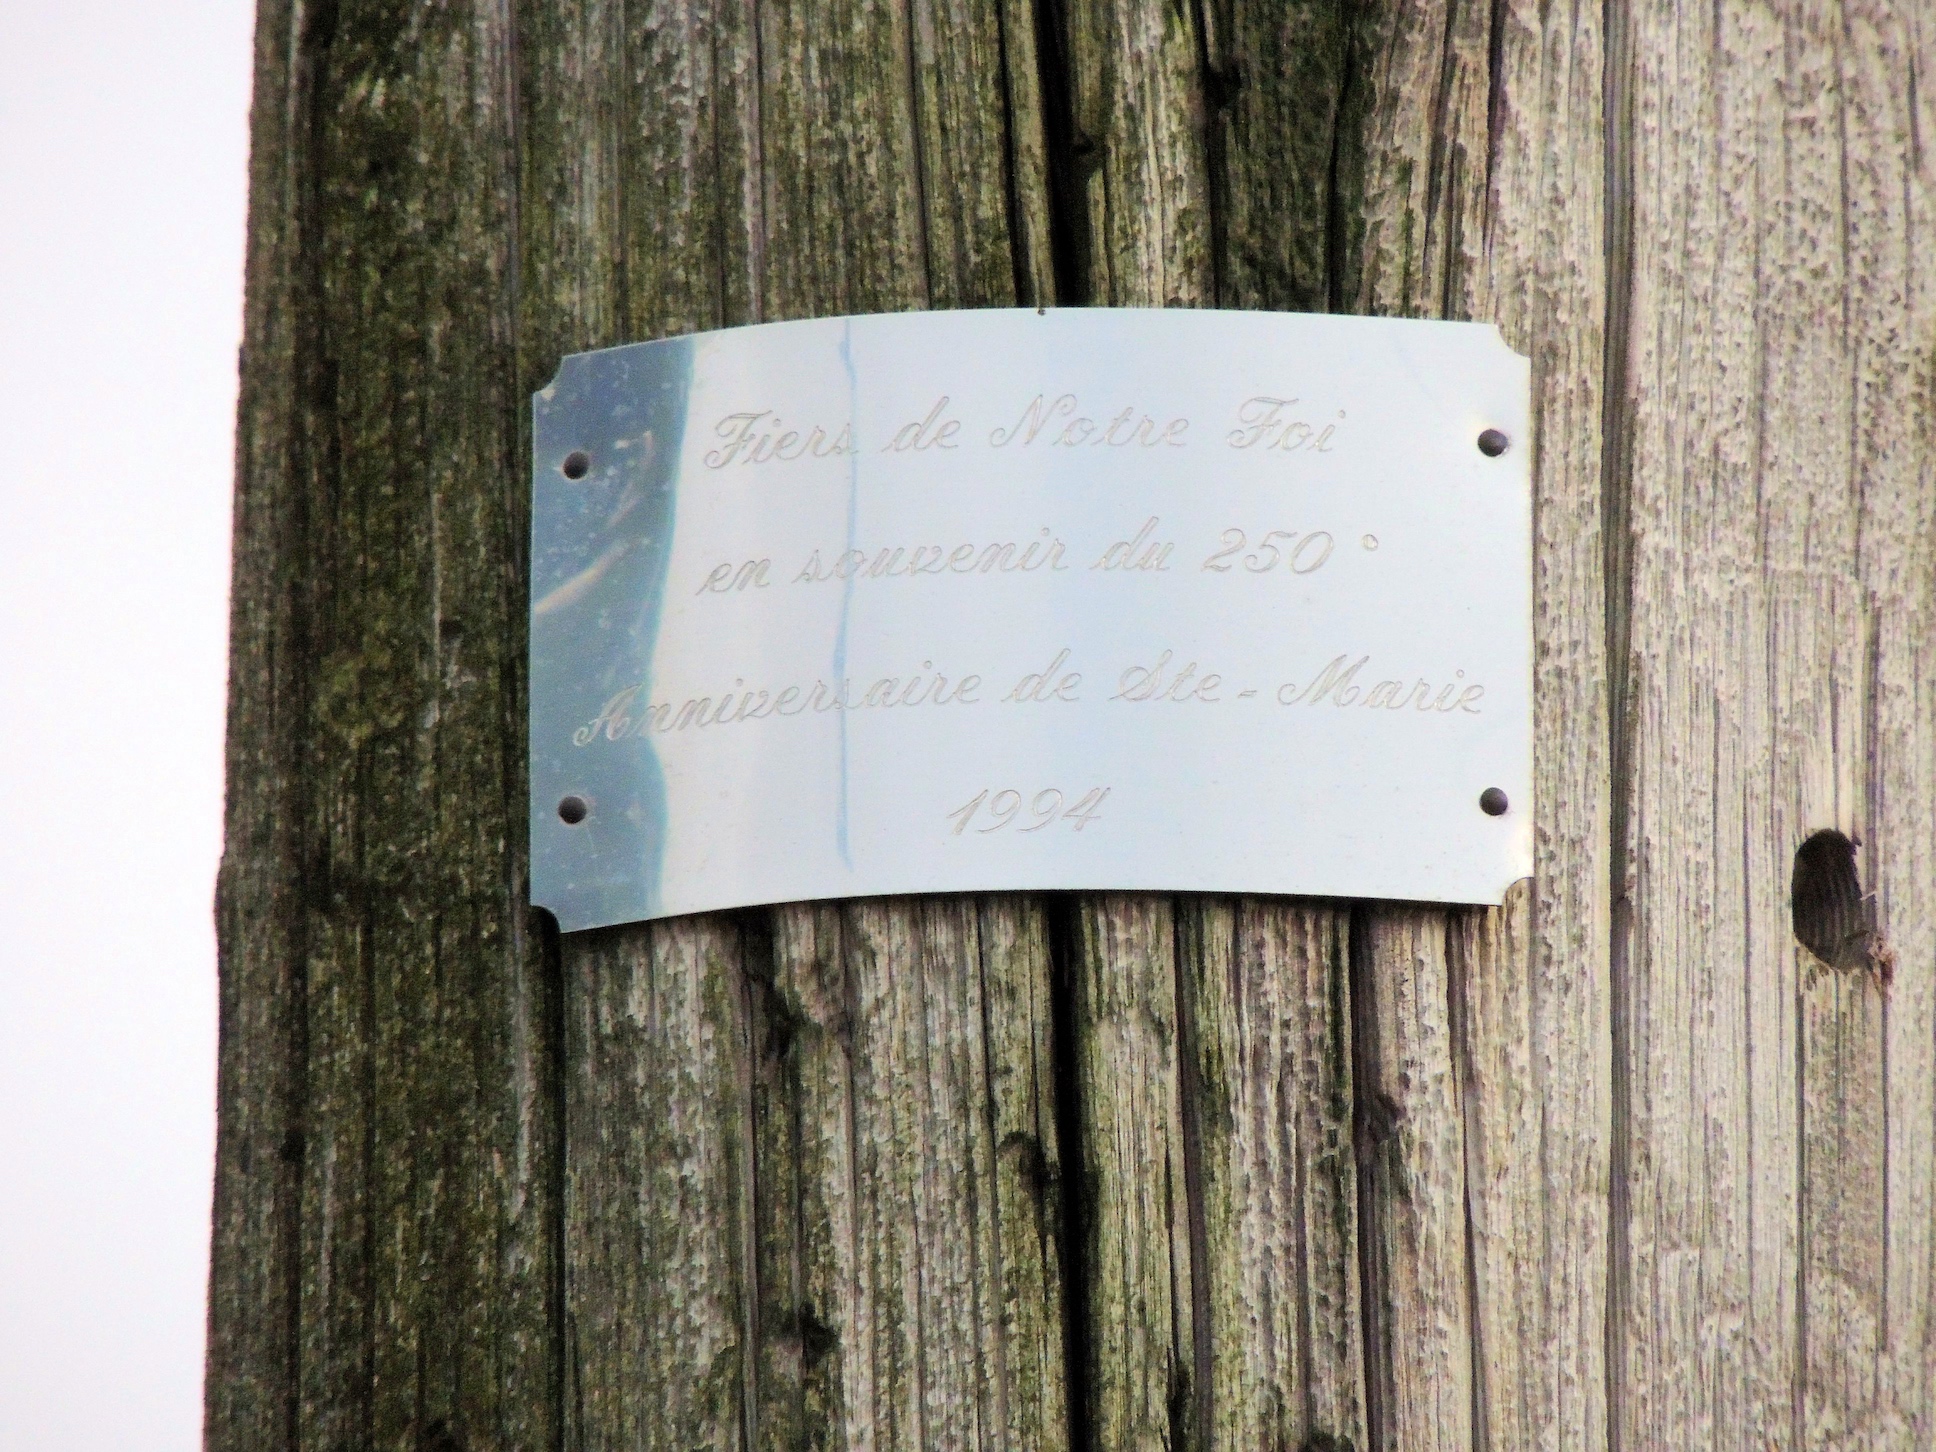 Fiers de Notre Foi
en souvenir du 250°
Anniversaire de Ste-Marie
1994